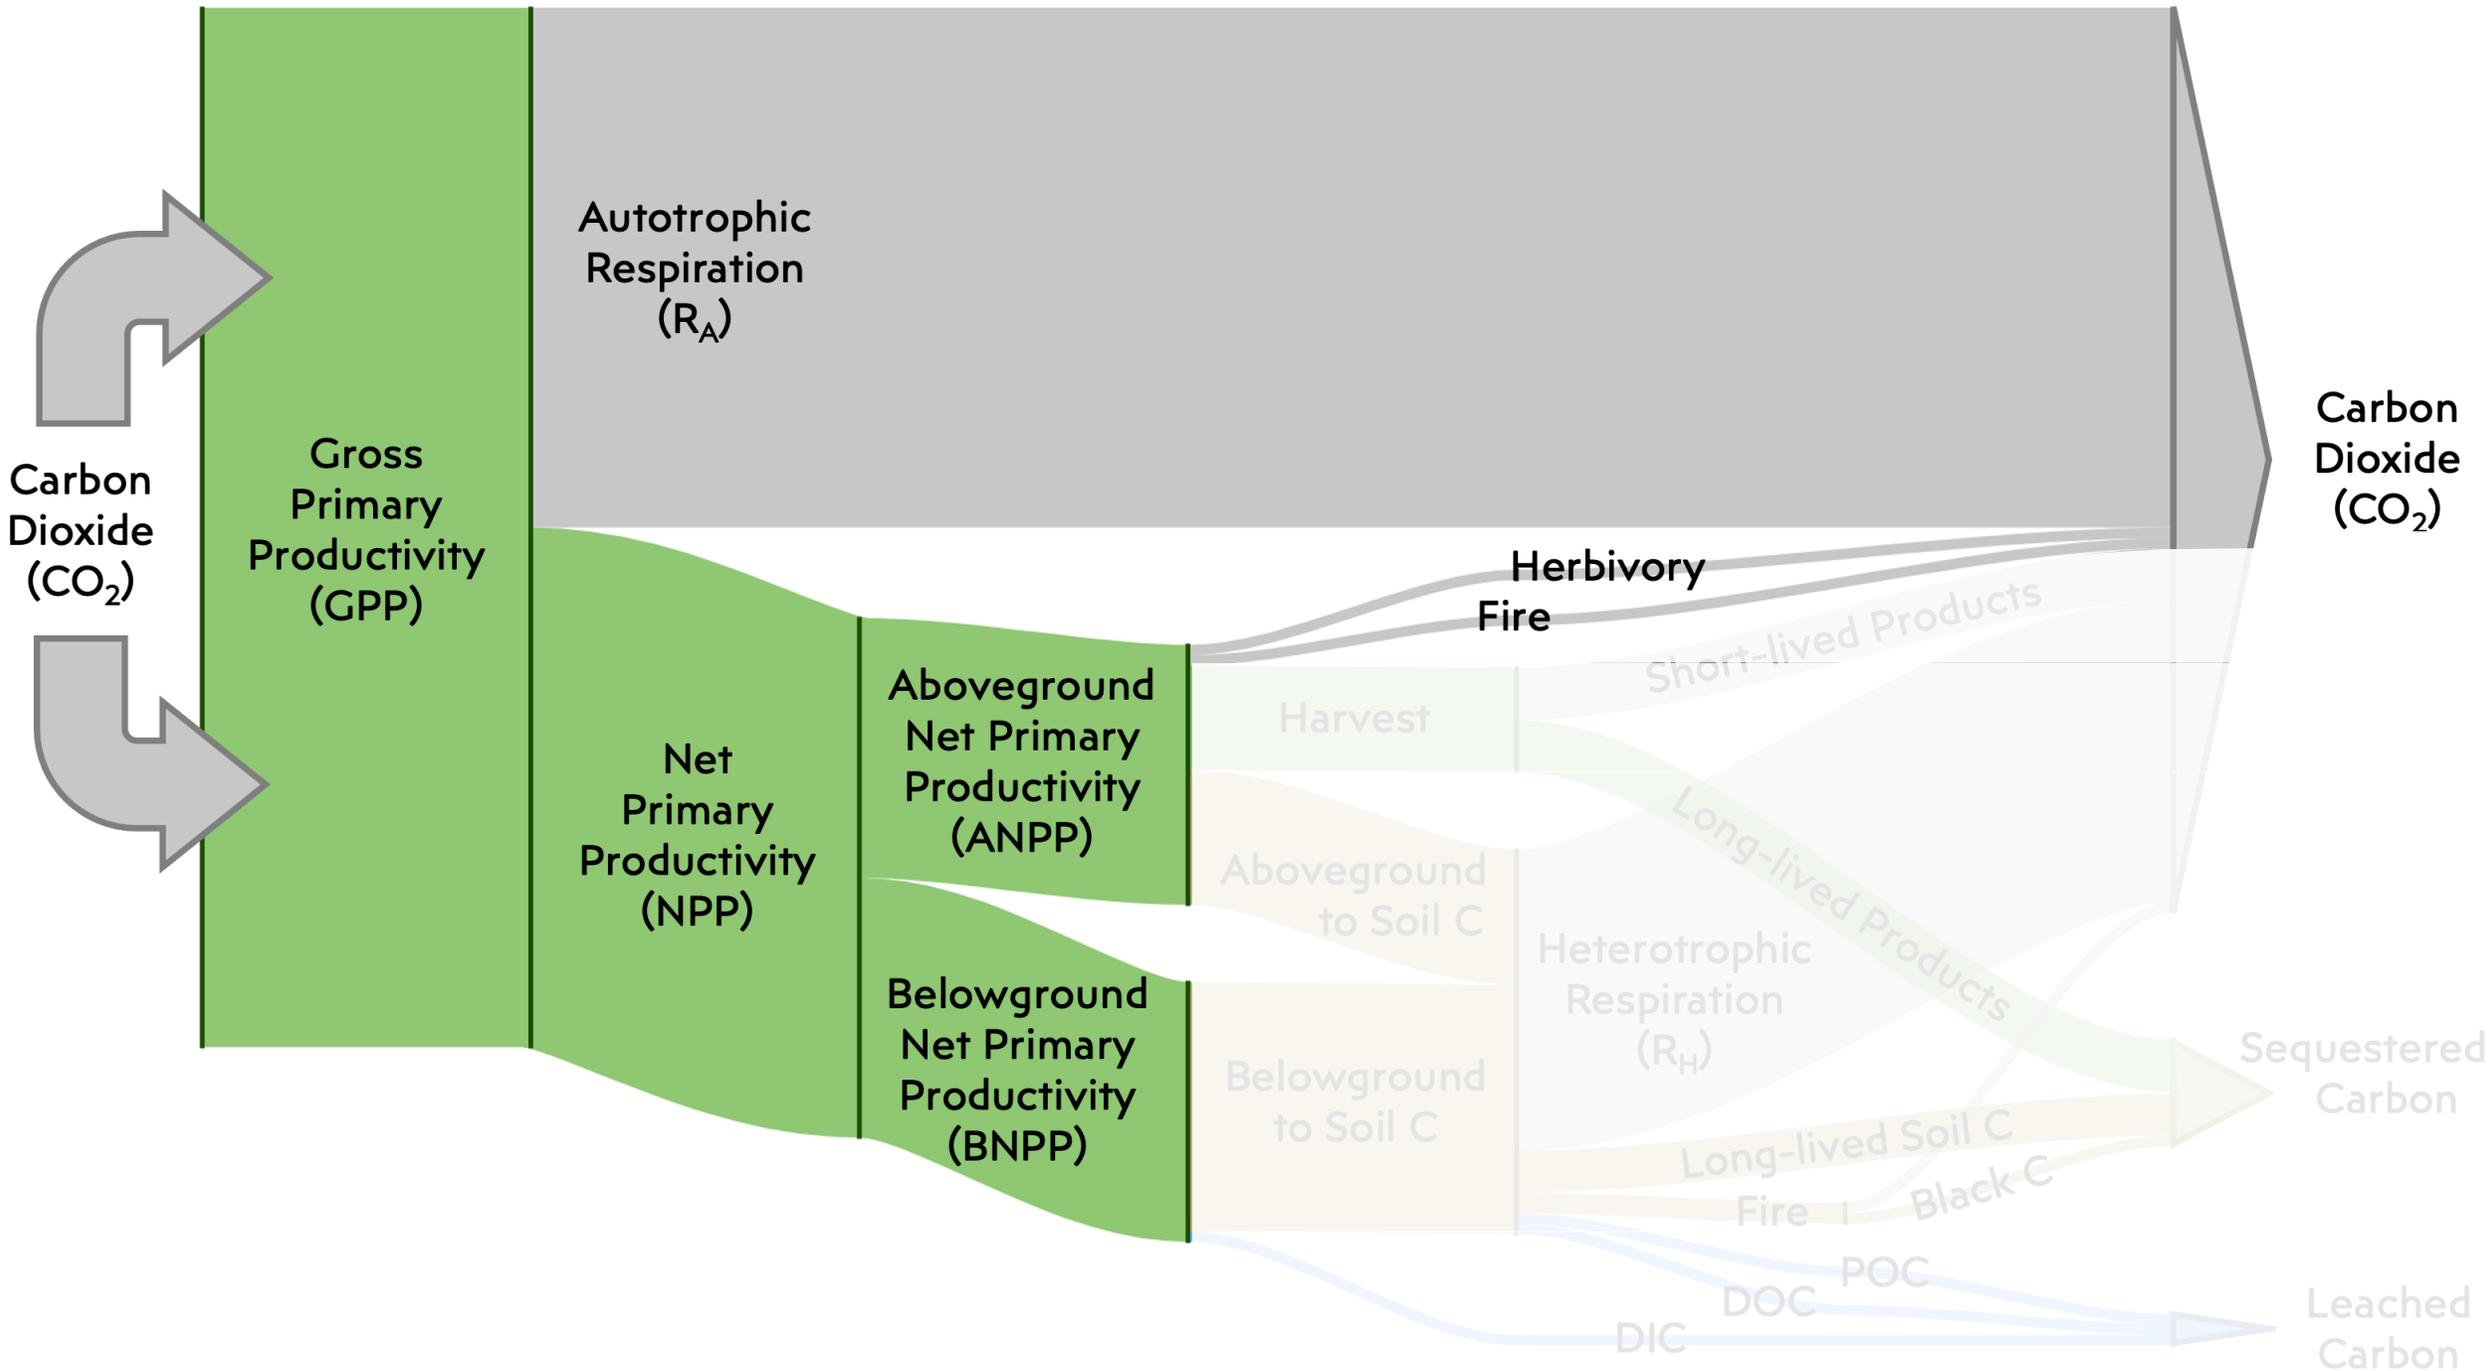 Carbon
Dioxide
(CO₂)
Gross
Primary
Productivity
(GPP)
Autotrophic
Respiration
(R_A)
Net
Primary
Productivity
(NPP)
Aboveground
Net Primary
Productivity
(ANPP)
Belowground
Net Primary
Productivity
(BNPP)
Herbivory
Fire
Short-lived Products
Harvest
Long-lived Products
Aboveground
to Soil C
Belowground
to Soil C
Heterotrophic
Respiration
(R_H)
Long-lived Soil C
Fire
Black C
POC
DOC
DIC
Carbon
Dioxide
(CO₂)
Sequestered
Carbon
Leached
Carbon